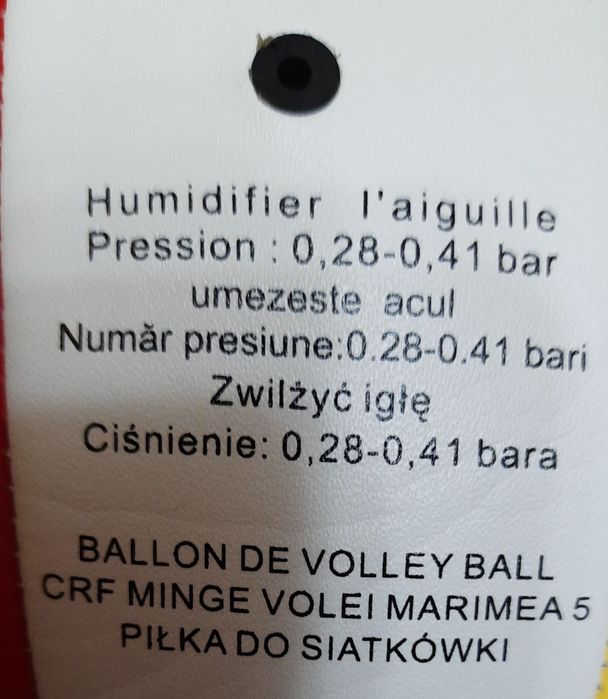 Humidifier l'aiguille
Pression : 0,28-0,41 bar
umezeste acul
Număr presiune:0.28-0.41 bari
Zwilżyć igłę
Ciśnienie: 0,28-0,41 bara
BALLON DE VOLLEY BALL
CRF MINGE VOLEI MARIMEA 5
PIŁKA DO SIATKÓWKI